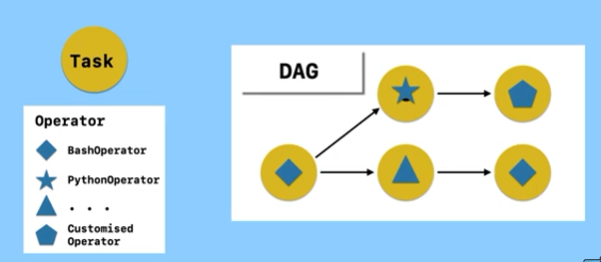 Task
Operator
BashOperator
PythonOperator
. . .
Customised
Operator
DAG